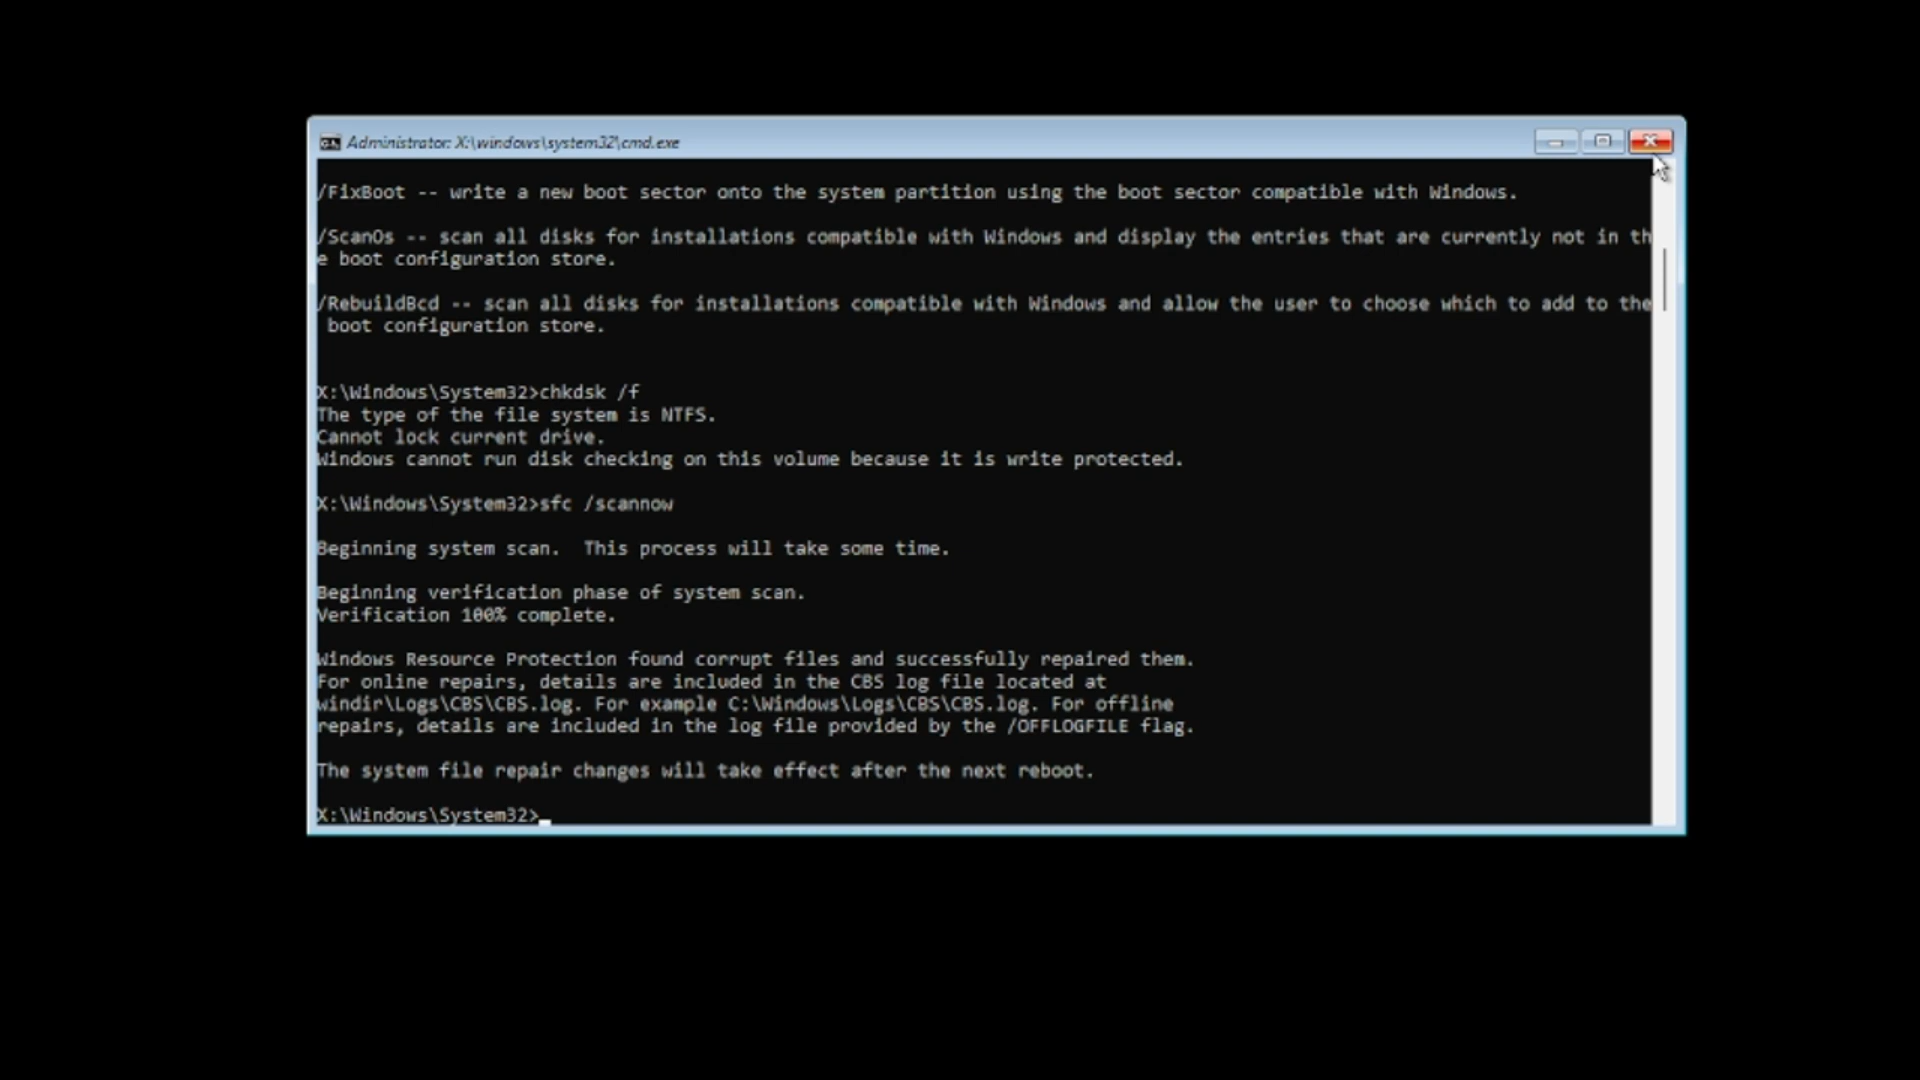 Administrator: X:\windows\system32\cmd.exe
/FixBoot -- write a new boot sector onto the system partition using the boot sector compatible with Windows.
/ScanOs -- scan all disks for installations compatible with Windows and display the entries that are currently not in th
e boot configuration store.
/RebuildBcd -- scan all disks for installations compatible with Windows and allow the user to choose which to add to the
boot configuration store.
X:\Windows\System32>chkdsk /f
The type of the file system is NTFS.
Cannot lock current drive.
Windows cannot run disk checking on this volume because it is write protected.
X:\Windows\System32>sfc /scannow
Beginning system scan.  This process will take some time.
Beginning verification phase of system scan.
Verification 100% complete.
Windows Resource Protection found corrupt files and successfully repaired them.
For online repairs, details are included in the CBS log file located at
windir\Logs\CBS\CBS.log. For example C:\Windows\Logs\CBS\CBS.log. For offline
repairs, details are included in the log file provided by the /OFFLOGFILE flag.
The system file repair changes will take effect after the next reboot.
X:\Windows\System32>